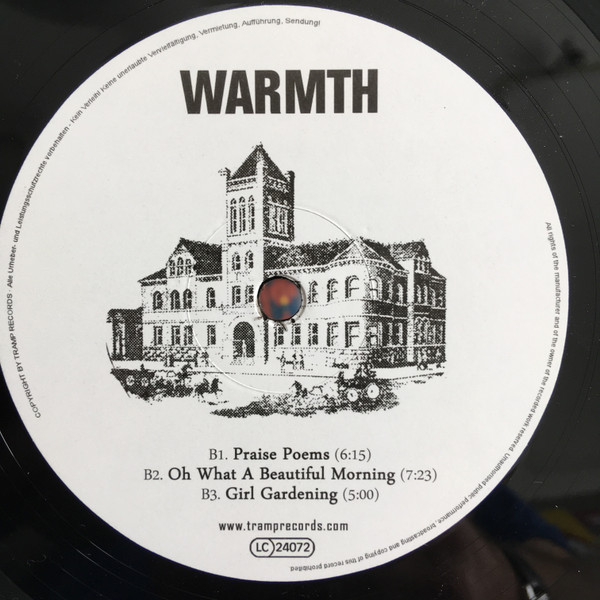 WARMTH
B1. Praise Poems (6:15)
B2. Oh What A Beautiful Morning (7:23)
B3. Girl Gardening (5:00)
www.tramprecords.com
LC 24072
COPYRIGHT BY TRAMP RECORDS · Alle Urheber- und Leistungsschutzrechte vorbehalten · Kein Verleih! Keine unerlaubte Vervielfältigung, Vermietung, Aufführung, Sendung!
All rights of the manufacturer and of the owner of the recorded work reserved. Unauthorised public performance, broadcasting and copying of this record prohibited